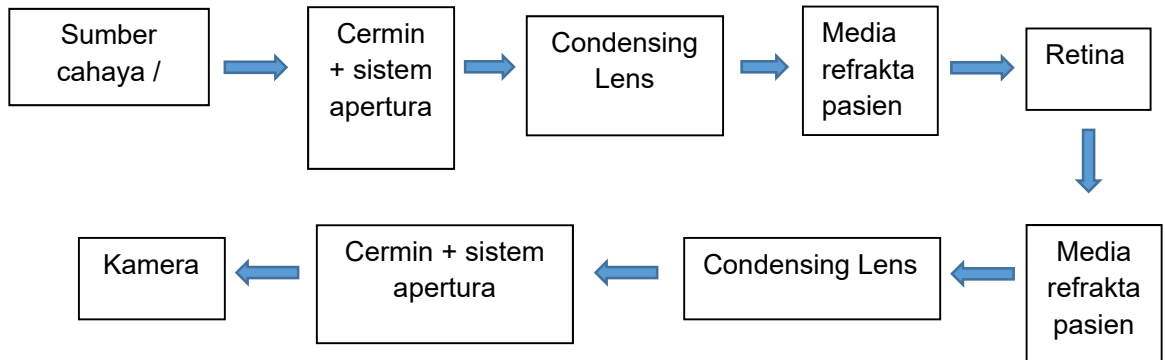 Sumber
cahaya /
Cermin
+ sistem
apertura
Condensing
Lens
Media
refrakta
pasien
Retina
Media
refrakta
pasien
Condensing Lens
Cermin + sistem
apertura
Kamera